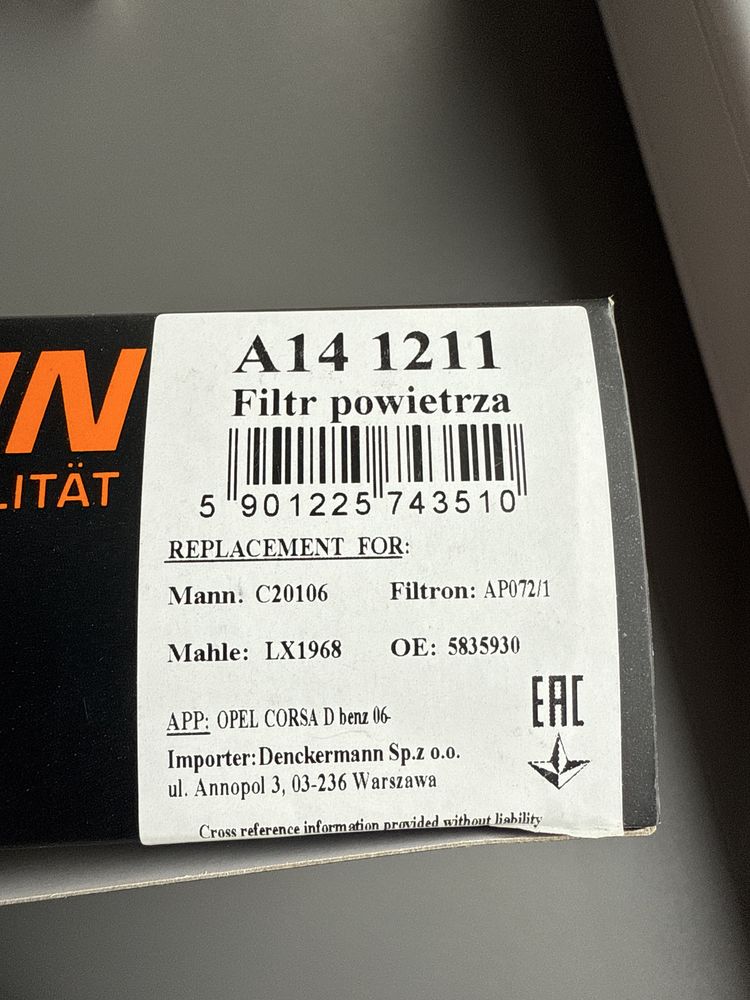 A14 1211
Filtr powietrza
5 901225 743510
REPLACEMENT FOR:
Mann: C20106 Filtron: AP072/1
Mahle: LX1968 OE: 5835930
APP: OPEL CORSA D benz 06-
Importer: Denckermann Sp.z o.o.
ul. Annopol 3, 03-236 Warszawa
EAC
Cross reference information provided without liability